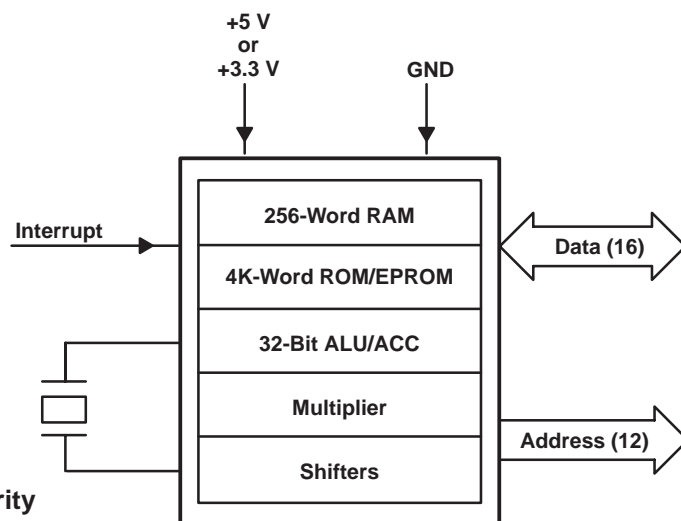 +5 V
or
+3.3 V
GND
Interrupt
256-Word RAM
Data (16)
4K-Word ROM/EPROM
32-Bit ALU/ACC
Multiplier
Address (12)
Shifters
rity